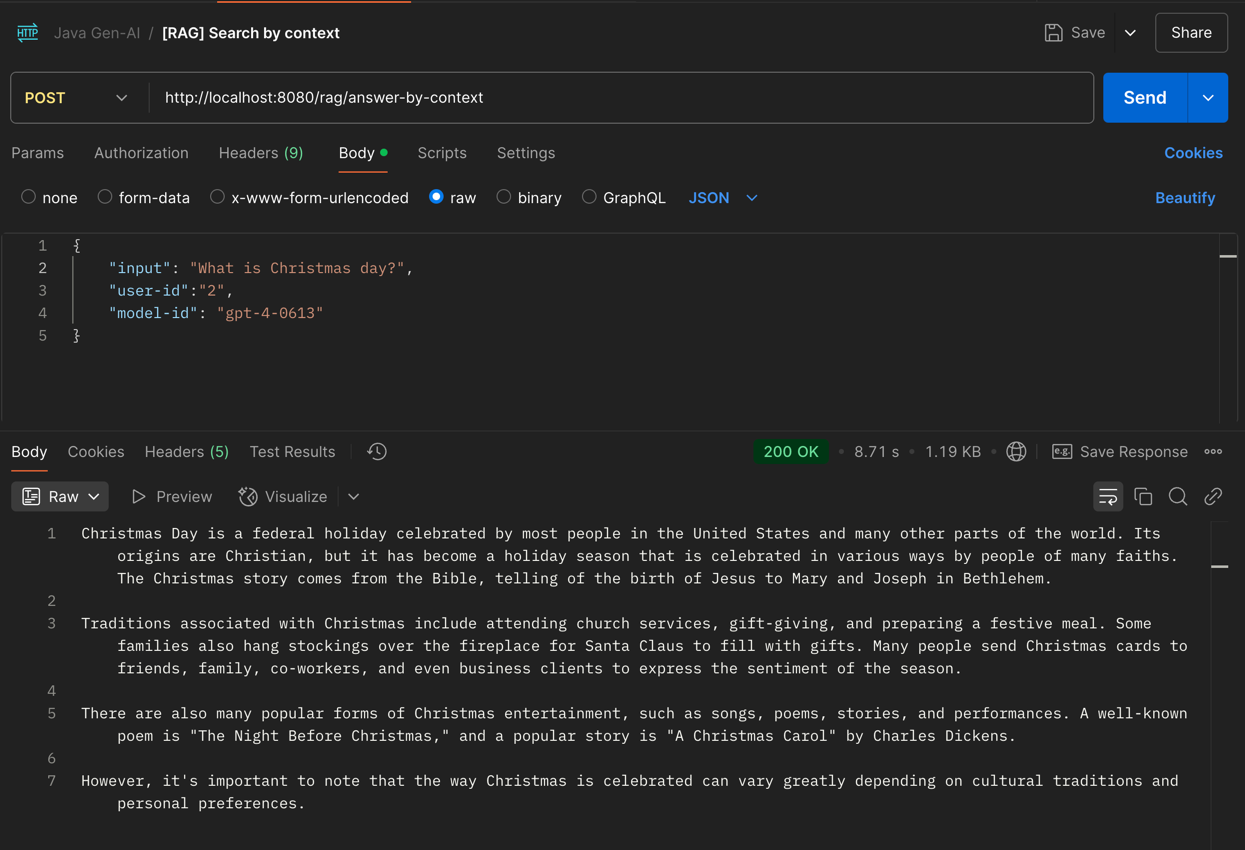 HTTP Java Gen-AI / [RAG] Search by context Save Share
POST http://localhost:8080/rag/answer-by-context Send
Params Authorization Headers (9) Body Scripts Settings Cookies
none form-data x-www-form-urlencoded raw binary GraphQL JSON Beautify
1 {
2 "input": "What is Christmas day?",
3 "user-id":"2",
4 "model-id": "gpt-4-0613"
5 }
Body Cookies Headers (5) Test Results 200 OK • 8.71 s • 1.19 KB • e.g. Save Response
Raw Preview Visualize
1 Christmas Day is a federal holiday celebrated by most people in the United States and many other parts of the world. Its
origins are Christian, but it has become a holiday season that is celebrated in various ways by people of many faiths.
The Christmas story comes from the Bible, telling of the birth of Jesus to Mary and Joseph in Bethlehem.
2
3 Traditions associated with Christmas include attending church services, gift-giving, and preparing a festive meal. Some
families also hang stockings over the fireplace for Santa Claus to fill with gifts. Many people send Christmas cards to
friends, family, co-workers, and even business clients to express the sentiment of the season.
4
5 There are also many popular forms of Christmas entertainment, such as songs, poems, stories, and performances. A well-known
poem is "The Night Before Christmas," and a popular story is "A Christmas Carol" by Charles Dickens.
6
7 However, it's important to note that the way Christmas is celebrated can vary greatly depending on cultural traditions and
personal preferences.